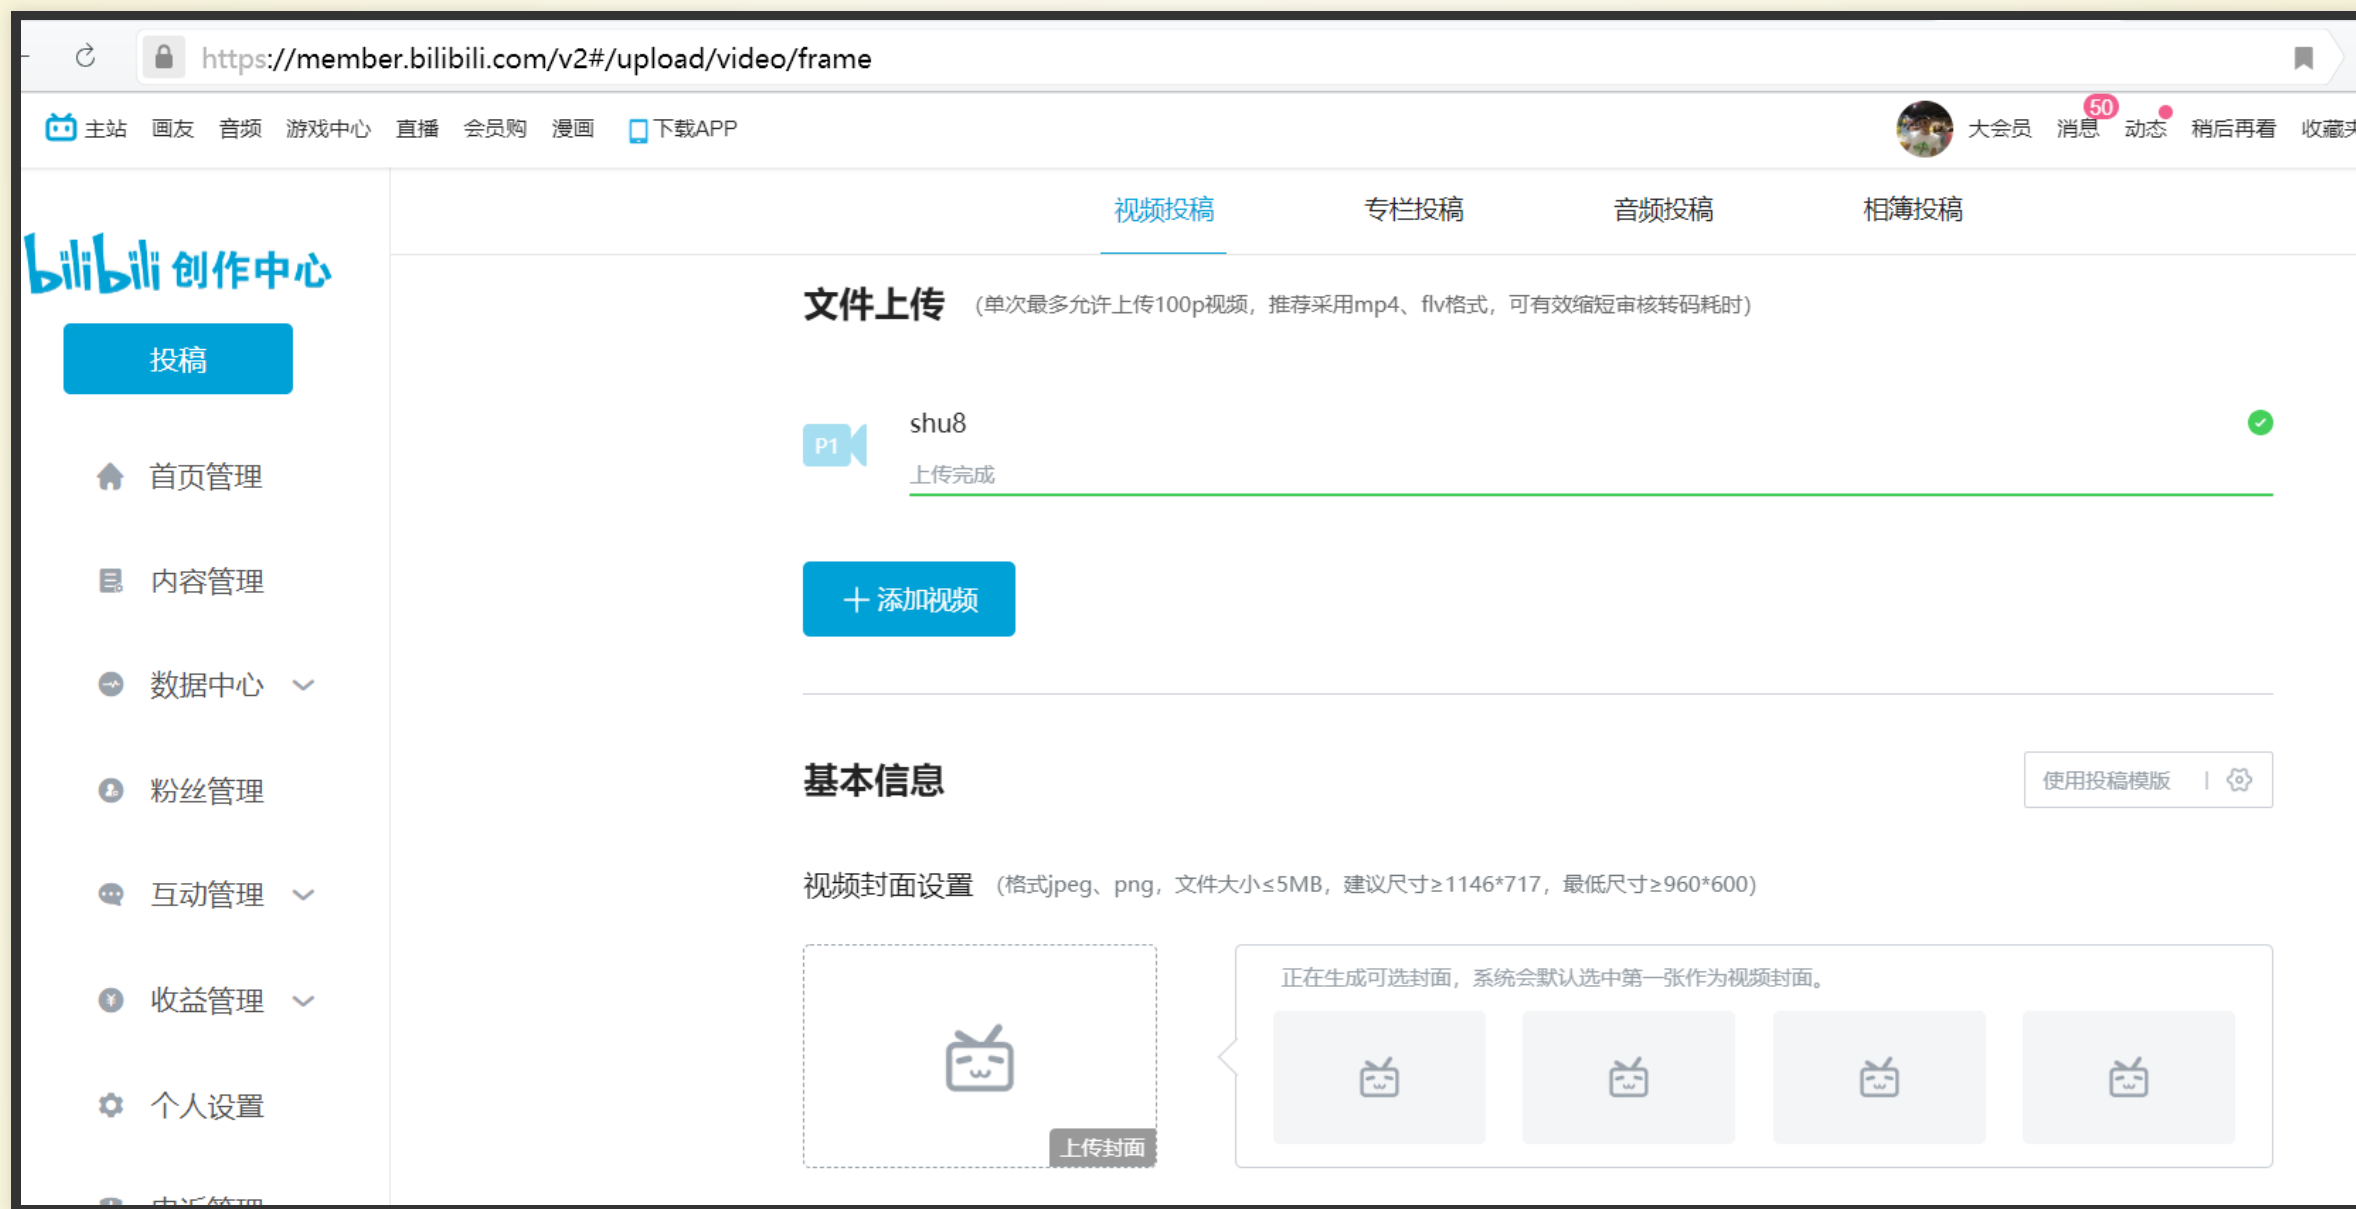 https://member.bilibili.com/v2#/upload/video/frame
主站 画友 音频 游戏中心 直播 会员购 漫画 下载APP 大会员 消息 50 动态 稍后再看 收藏夹
视频投稿 专栏投稿 音频投稿 相簿投稿
bilibili 创作中心
投稿
首页管理
内容管理
数据中心
粉丝管理
互动管理
收益管理
个人设置
申诉管理
文件上传 (单次最多允许上传100p视频，推荐采用mp4、flv格式，可有效缩短审核转码耗时)
P1
shu8
上传完成
添加视频
基本信息
使用投稿模版
视频封面设置 (格式jpeg、png，文件大小≤5MB，建议尺寸≥1146*717，最低尺寸≥960*600)
上传封面
正在生成可选封面，系统会默认选中第一张作为视频封面。